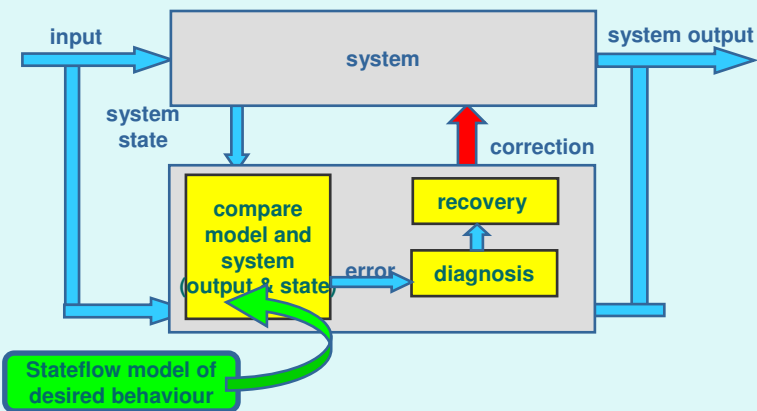 input
system output
system
system
state
correction
compare
model and
system
(output & state)
error
recovery
diagnosis
Stateflow model of
desired behaviour